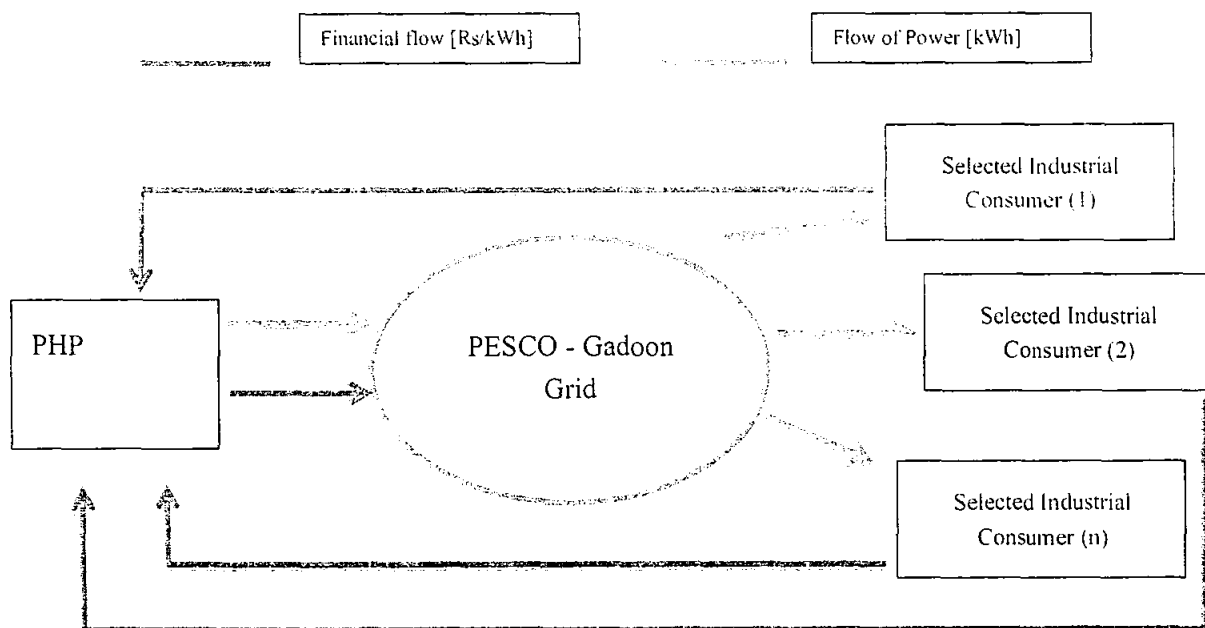 Financial flow [Rs/kWh]
Flow of Power [kWh]
Selected Industrial
Consumer (1)
PHP
PESCO - Gadoon
Grid
Selected Industrial
Consumer (2)
Selected Industrial
Consumer (n)